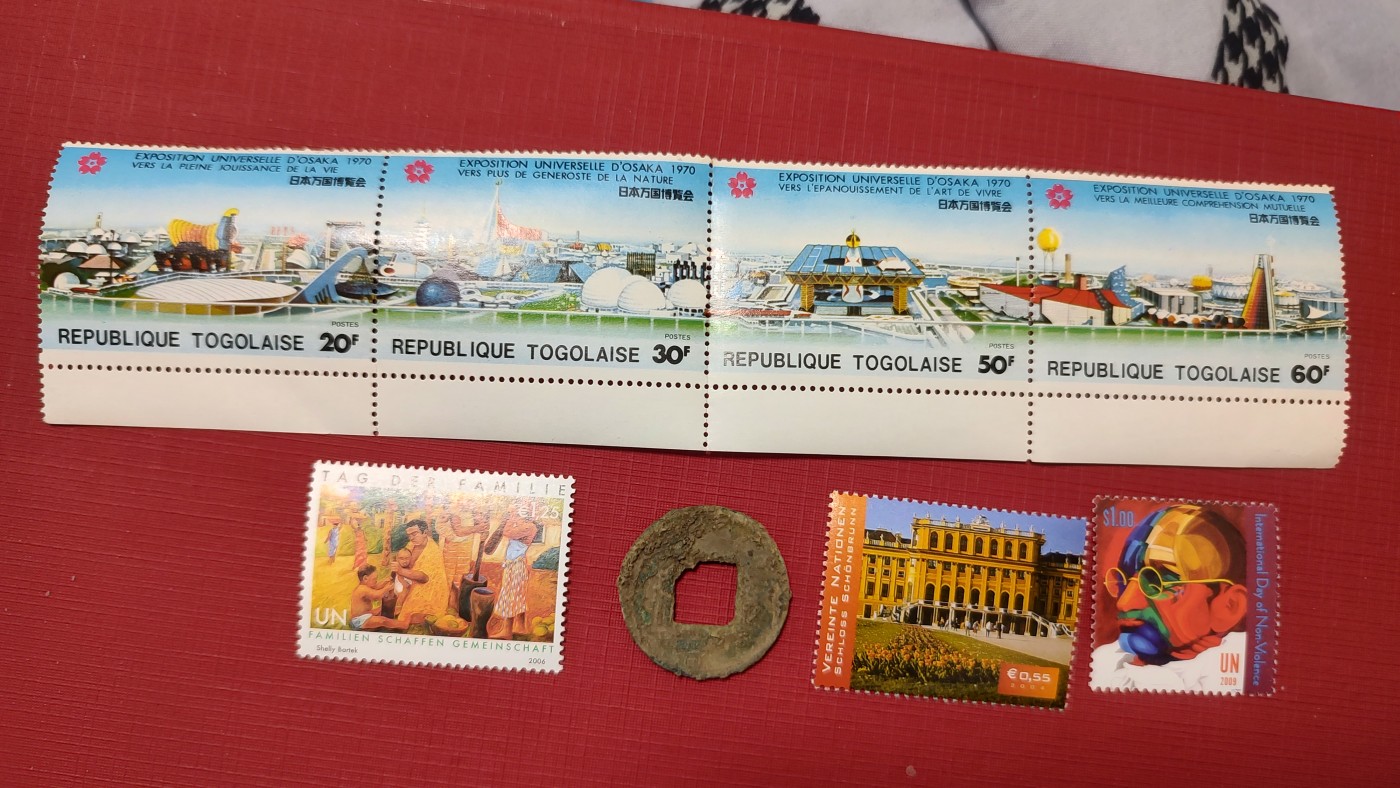 EXPOSITION UNIVERSELLE D'OSAKA 1970
VERS LA PLEINE JOUISSANCE DE LA VIE
日本万国博覧会
POSTES
REPUBLIQUE TOGOLAISE 20F
EXPOSITION UNIVERSELLE D'OSAKA 1970
VERS PLUS DE GENEROSTE DE LA NATURE
日本万国博覧会
POSTES
REPUBLIQUE TOGOLAISE 30F
EXPOSITION UNIVERSELLE D'OSAKA 1970
VERS L'EPANOUISSEMENT DE L'ART DE VIVRE
日本万国博覧会
POSTES
REPUBLIQUE TOGOLAISE 50F
EXPOSITION UNIVERSELLE D'OSAKA 1970
VERS LA MEILLEURE COMPREHENSION MUTUELLE
日本万国博覧会
POSTES
REPUBLIQUE TOGOLAISE 60F
TAG DER FAMILIE
€1,25
UN
FAMILIEN SCHAFFEN GEMEINSCHAFT
Shelly Bartek 2006
VEREINTE NATIONEN
SCHLOSS SCHÖNBRUNN
€0,55
2004
$1.00
International Day of Non-Violence
UN
2009